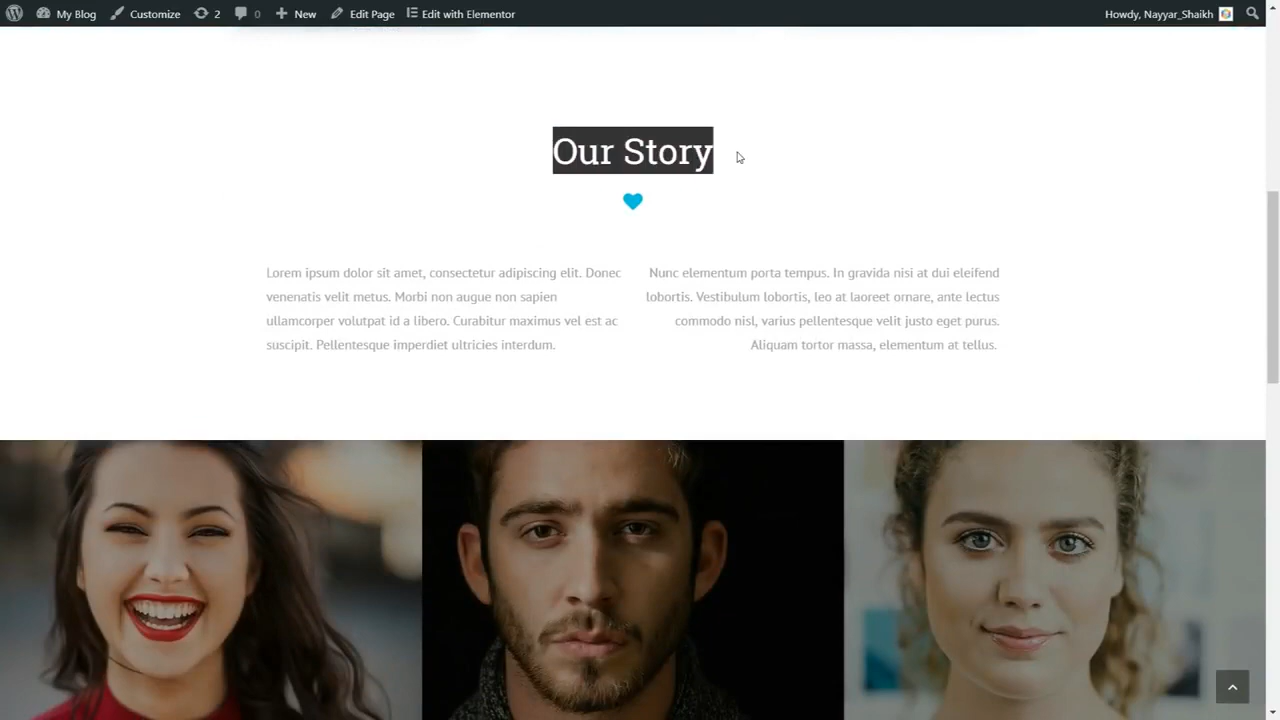 My Blog Customize 2 0 New Edit Page Edit with Elementor Howdy, Nayyar_Shaikh
Our Story
Lorem ipsum dolor sit amet, consectetur adipiscing elit. Donec
venenatis velit metus. Morbi non augue non sapien
ullamcorper volutpat id a libero. Curabitur maximus vel est ac
suscipit. Pellentesque imperdiet ultricies interdum.
Nunc elementum porta tempus. In gravida nisi at dui eleifend
lobortis. Vestibulum lobortis, leo at laoreet ornare, ante lectus
commodo nisl, varius pellentesque velit justo eget purus.
Aliquam tortor massa, elementum at tellus.